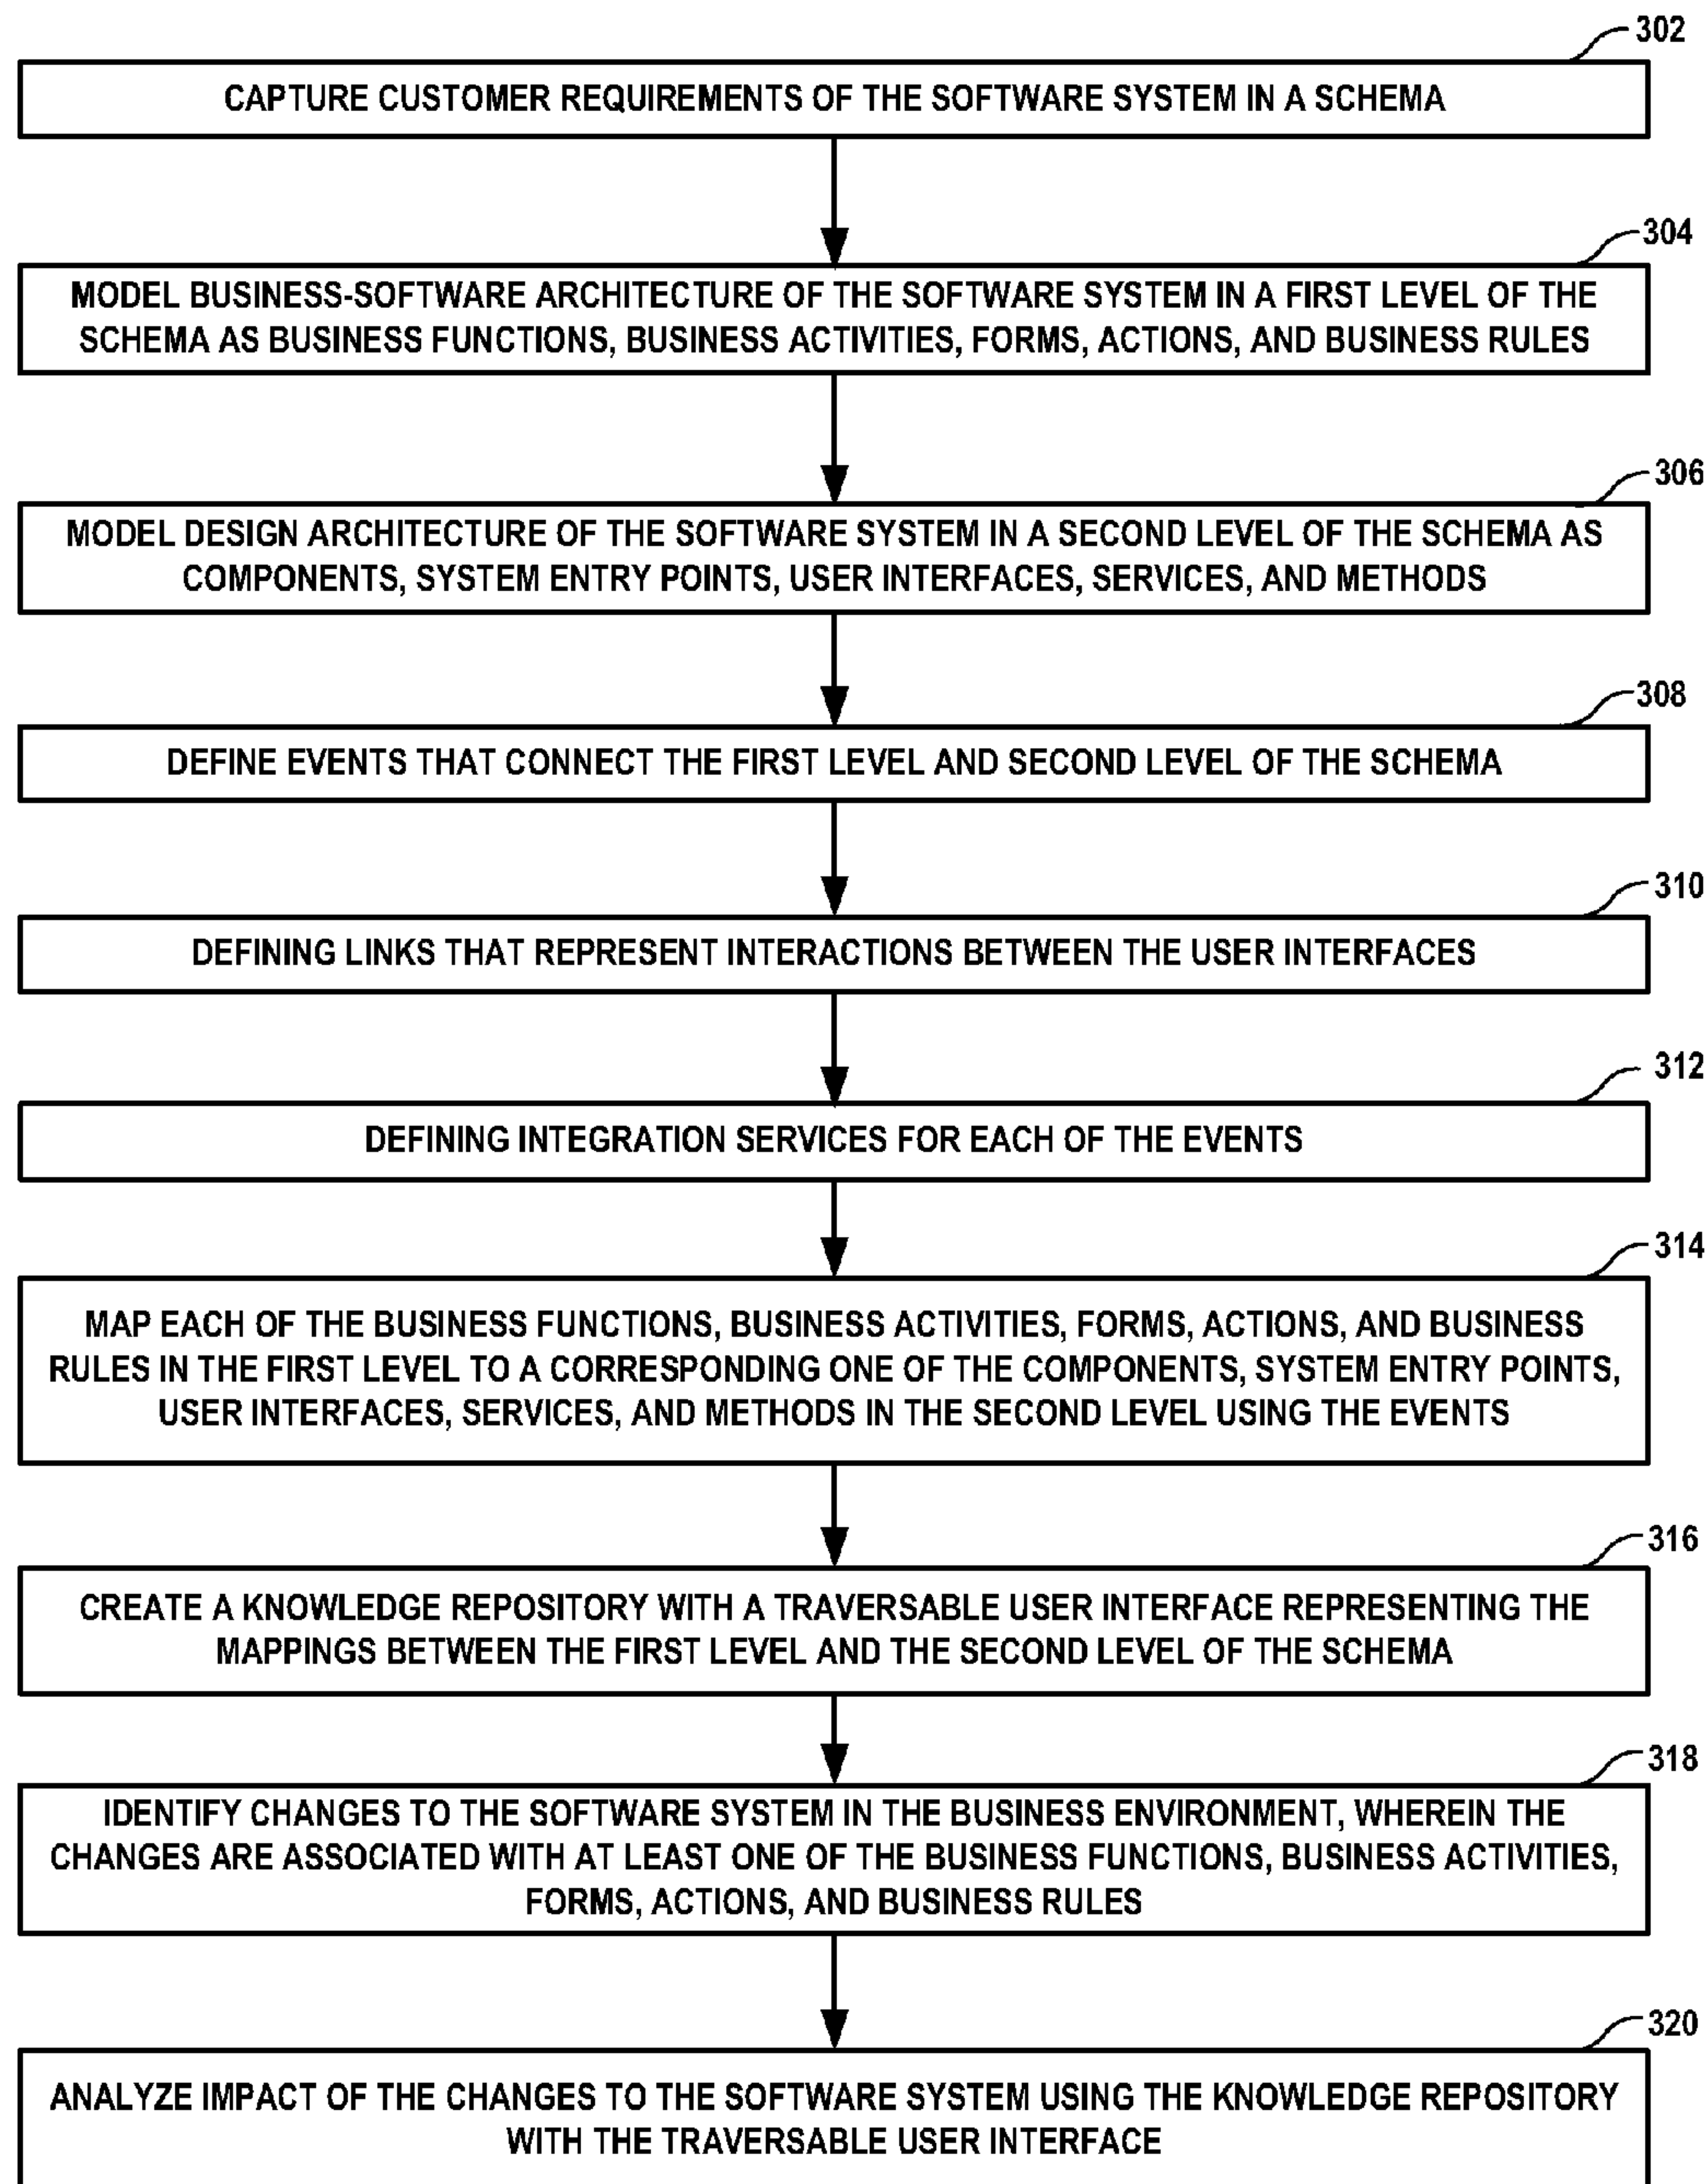 302
CAPTURE CUSTOMER REQUIREMENTS OF THE SOFTWARE SYSTEM IN A SCHEMA
304
MODEL BUSINESS-SOFTWARE ARCHITECTURE OF THE SOFTWARE SYSTEM IN A FIRST LEVEL OF THE
SCHEMA AS BUSINESS FUNCTIONS, BUSINESS ACTIVITIES, FORMS, ACTIONS, AND BUSINESS RULES
306
MODEL DESIGN ARCHITECTURE OF THE SOFTWARE SYSTEM IN A SECOND LEVEL OF THE SCHEMA AS
COMPONENTS, SYSTEM ENTRY POINTS, USER INTERFACES, SERVICES, AND METHODS
308
DEFINE EVENTS THAT CONNECT THE FIRST LEVEL AND SECOND LEVEL OF THE SCHEMA
310
DEFINING LINKS THAT REPRESENT INTERACTIONS BETWEEN THE USER INTERFACES
312
DEFINING INTEGRATION SERVICES FOR EACH OF THE EVENTS
314
MAP EACH OF THE BUSINESS FUNCTIONS, BUSINESS ACTIVITIES, FORMS, ACTIONS, AND BUSINESS
RULES IN THE FIRST LEVEL TO A CORRESPONDING ONE OF THE COMPONENTS, SYSTEM ENTRY POINTS,
USER INTERFACES, SERVICES, AND METHODS IN THE SECOND LEVEL USING THE EVENTS
316
CREATE A KNOWLEDGE REPOSITORY WITH A TRAVERSABLE USER INTERFACE REPRESENTING THE
MAPPINGS BETWEEN THE FIRST LEVEL AND THE SECOND LEVEL OF THE SCHEMA
318
IDENTIFY CHANGES TO THE SOFTWARE SYSTEM IN THE BUSINESS ENVIRONMENT, WHEREIN THE
CHANGES ARE ASSOCIATED WITH AT LEAST ONE OF THE BUSINESS FUNCTIONS, BUSINESS ACTIVITIES,
FORMS, ACTIONS, AND BUSINESS RULES
320
ANALYZE IMPACT OF THE CHANGES TO THE SOFTWARE SYSTEM USING THE KNOWLEDGE REPOSITORY
WITH THE TRAVERSABLE USER INTERFACE